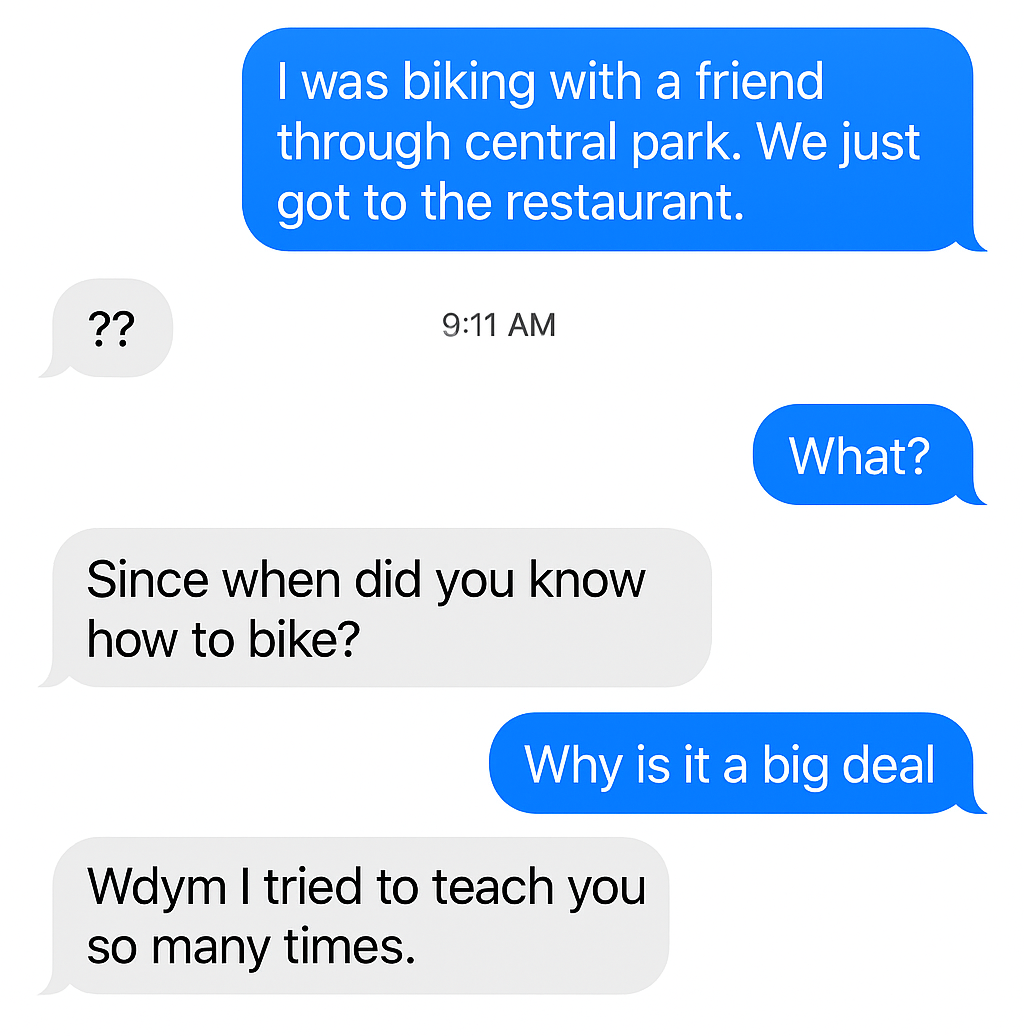 I was biking with a friend
through central park. We just
got to the restaurant.
??
9:11 AM
What?
Since when did you know
how to bike?
Why is it a big deal
Wdym I tried to teach you
so many times.